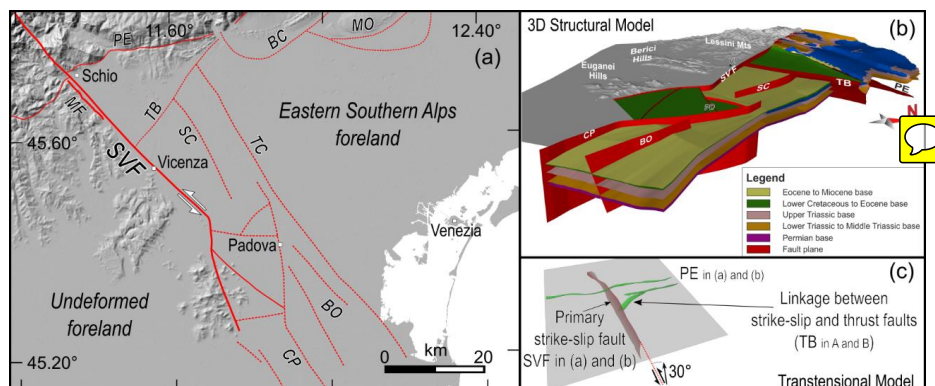 11.60°
12.40°
(a)
PE
BC
MO
Schio
MF
TB
Eastern Southern Alps
foreland
SC
TC
45.60°
SVF
Vicenza
Venezia
Padova
Undeformed
foreland
BO
CP
km
45.20°
0
20
3D Structural Model
(b)
Lessini Mts
Berici
Hills
Euganei
Hills
SVF
SC
TB
PE
N
CP
BO
Legend
Eocene to Miocene base
Lower Cretaceous to Eocene base
Upper Triassic base
Lower Triassic to Middle Triassic base
Permian base
Fault plane
(c)
PE in (a) and (b)
Primary
strike-slip fault
SVF in (a) and (b)
Linkage between
strike-slip and thrust faults
(TB in A and B)
30°
Transtensional Model